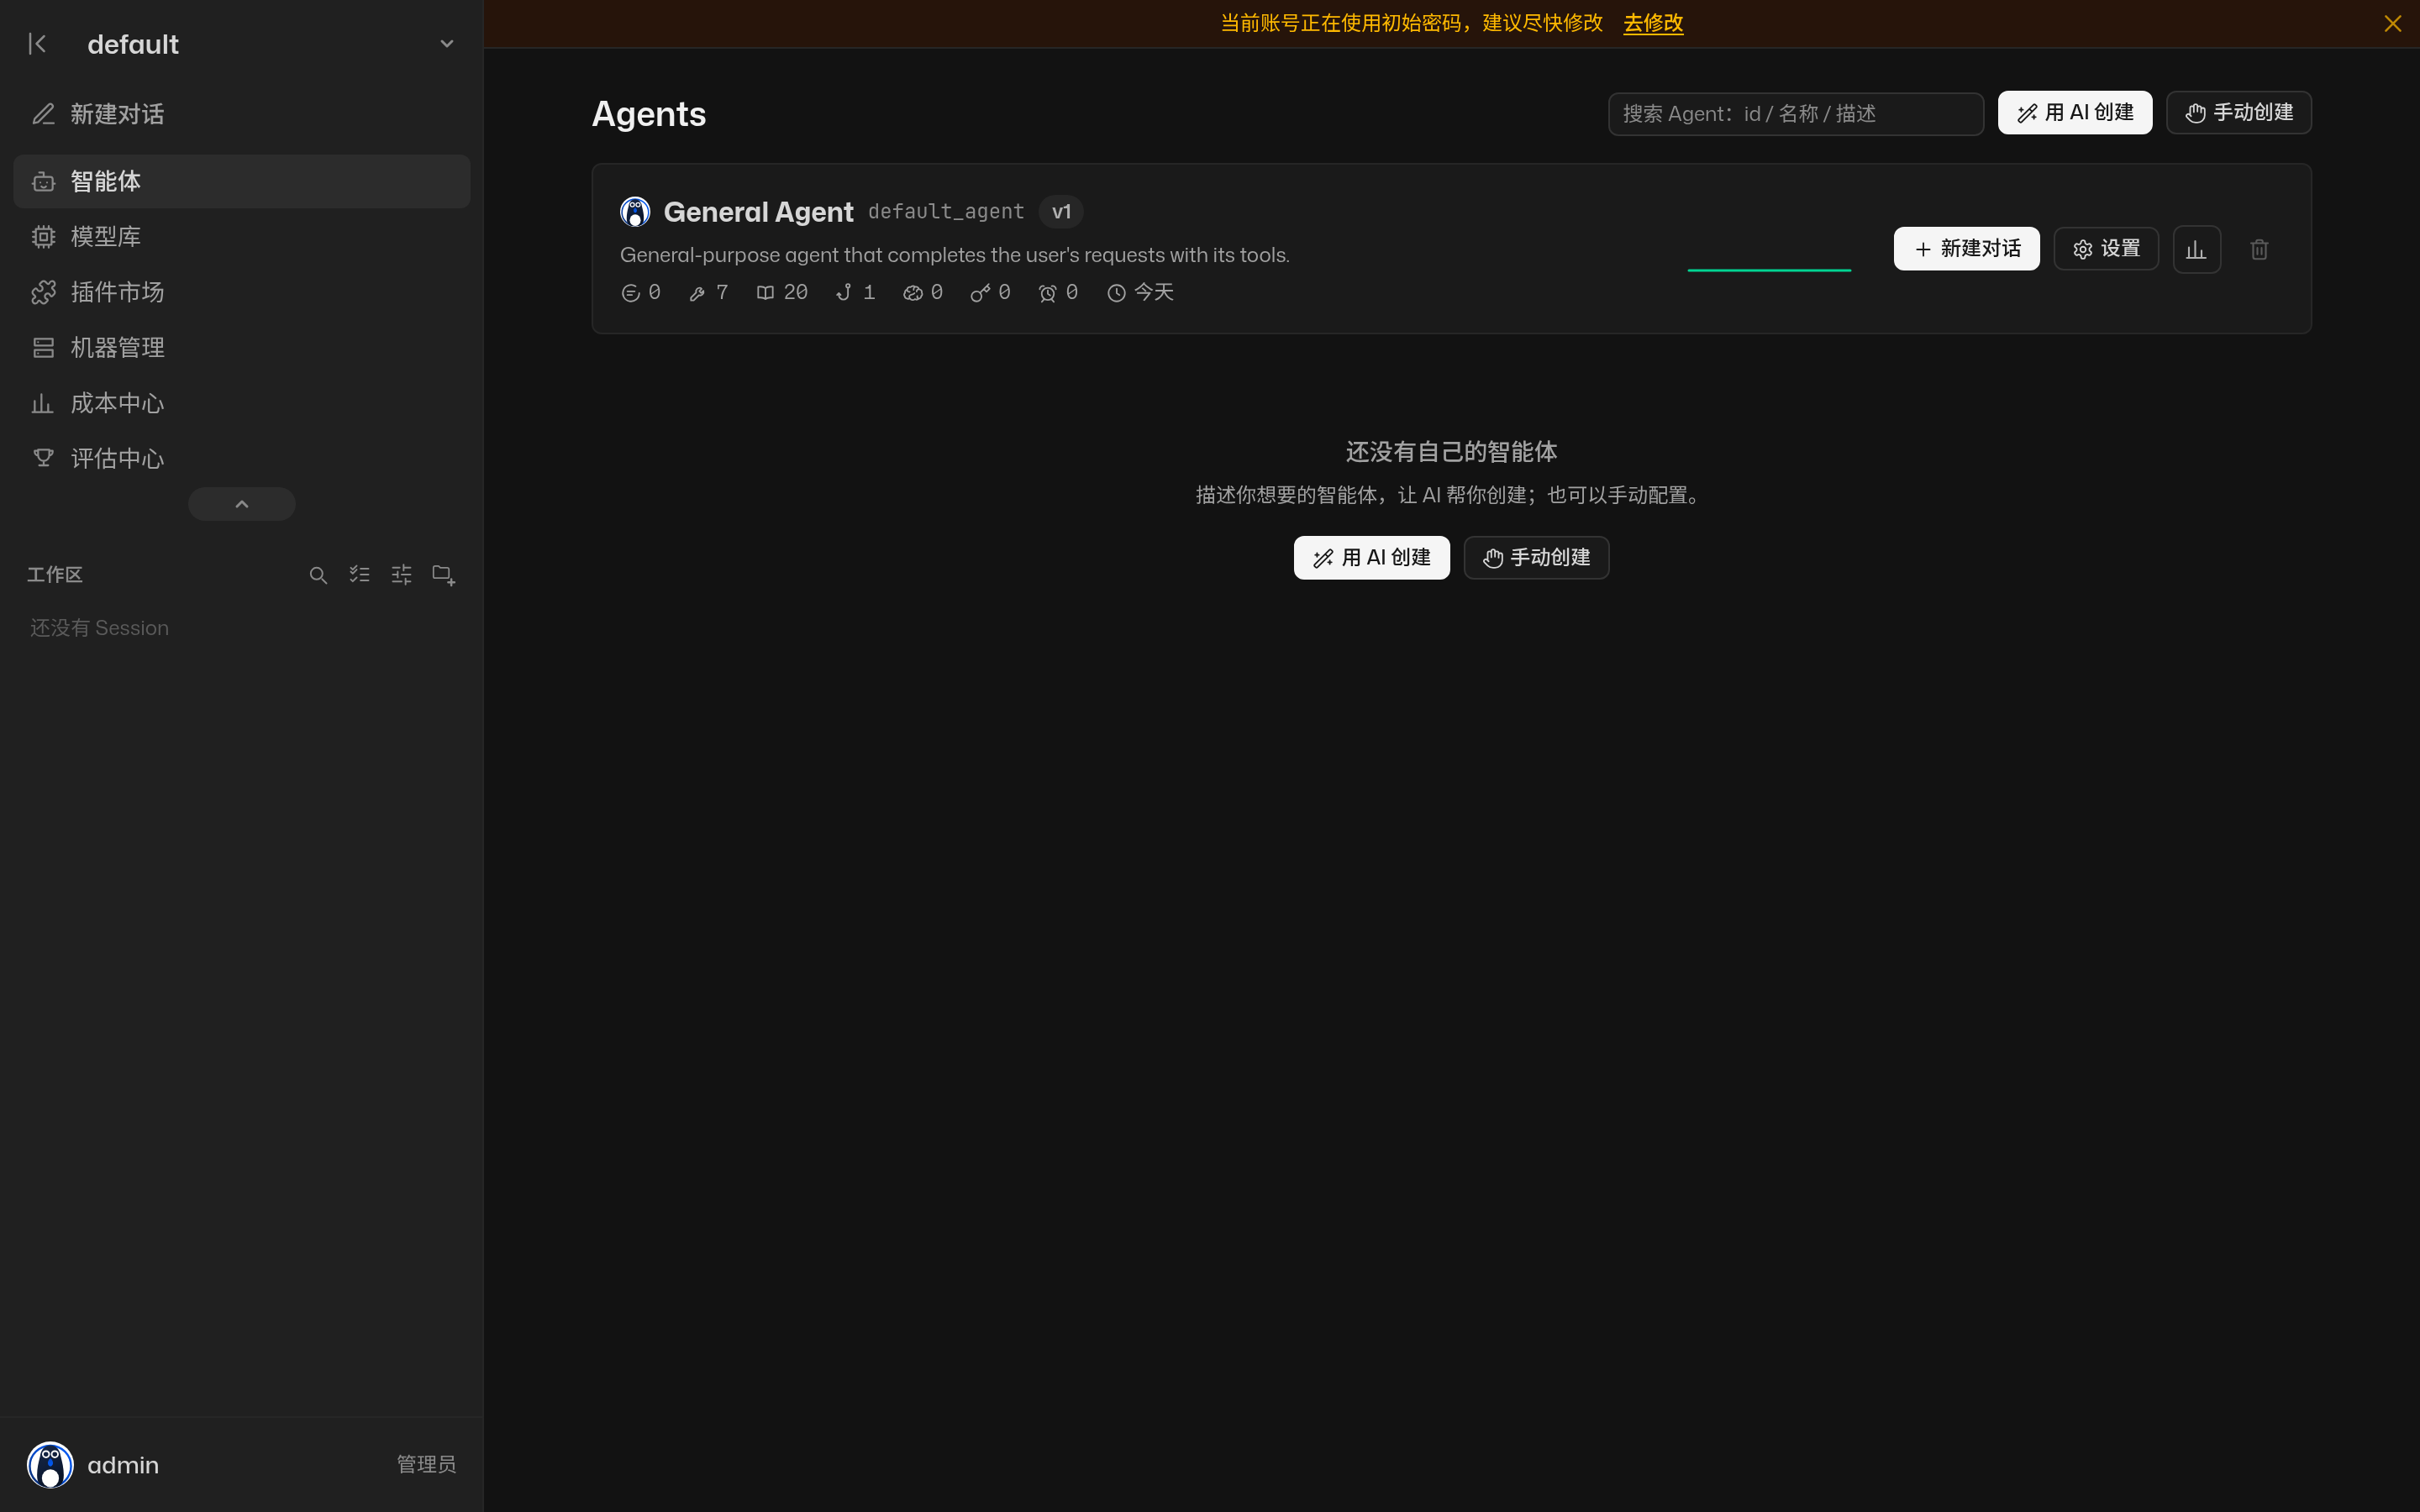 default
新建对话
智能体
模型库
插件市场
机器管理
成本中心
评估中心
工作区
还没有 Session
admin
管理员
当前账号正在使用初始密码，建议尽快修改 去修改
Agents
搜索 Agent：id / 名称 / 描述
用 AI 创建
手动创建
General Agent default_agent v1
General-purpose agent that completes the user's requests with its tools.
0 7 20 1 0 0 0 今天
新建对话
设置
还没有自己的智能体
描述你想要的智能体，让 AI 帮你创建；也可以手动配置。
用 AI 创建
手动创建